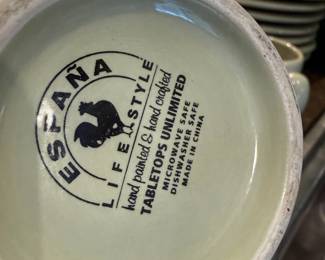 ESPAÑA
LIFESTYLE
hand painted & hand crafted
TABLETOPS UNLIMITED
MICROWAVE SAFE
DISHWASHER SAFE
MADE IN CHINA